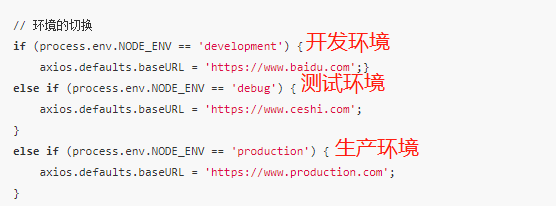 // 环境的切换
if (process.env.NODE_ENV == 'development') { 开发环境
axios.defaults.baseURL = 'https://www.baidu.com';}
else if (process.env.NODE_ENV == 'debug') { 测试环境
axios.defaults.baseURL = 'https://www.ceshi.com';
}
else if (process.env.NODE_ENV == 'production') { 生产环境
axios.defaults.baseURL = 'https://www.production.com';
}